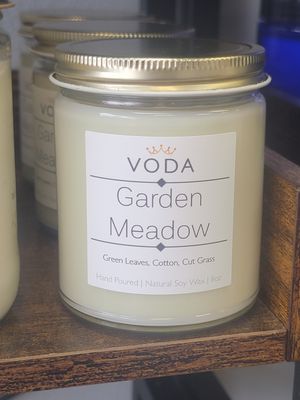 VODA
Garden
Meadow
Green Leaves, Cotton, Cut Grass
Hand Poured | Natural Soy Wax | 8oz